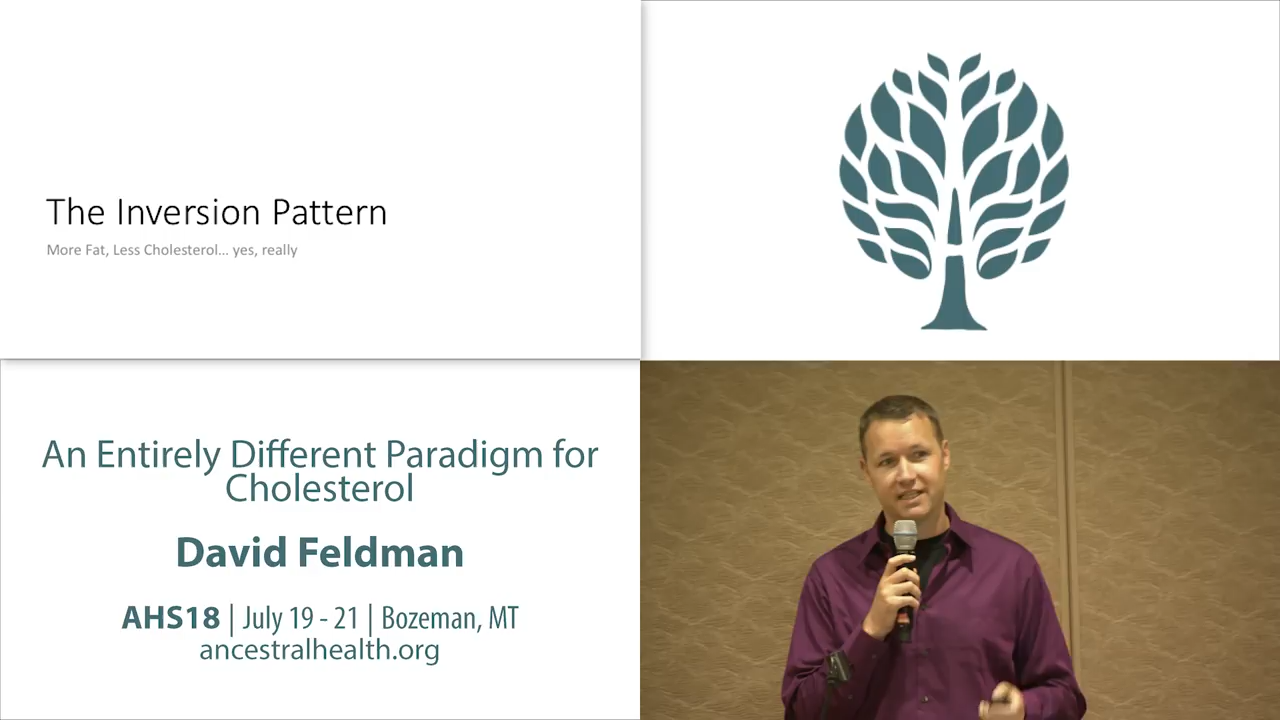 The Inversion Pattern
More Fat, Less Cholesterol... yes, really
An Entirely Different Paradigm for
Cholesterol
David Feldman
AHS18 | July 19 - 21 | Bozeman, MT
ancestralhealth.org